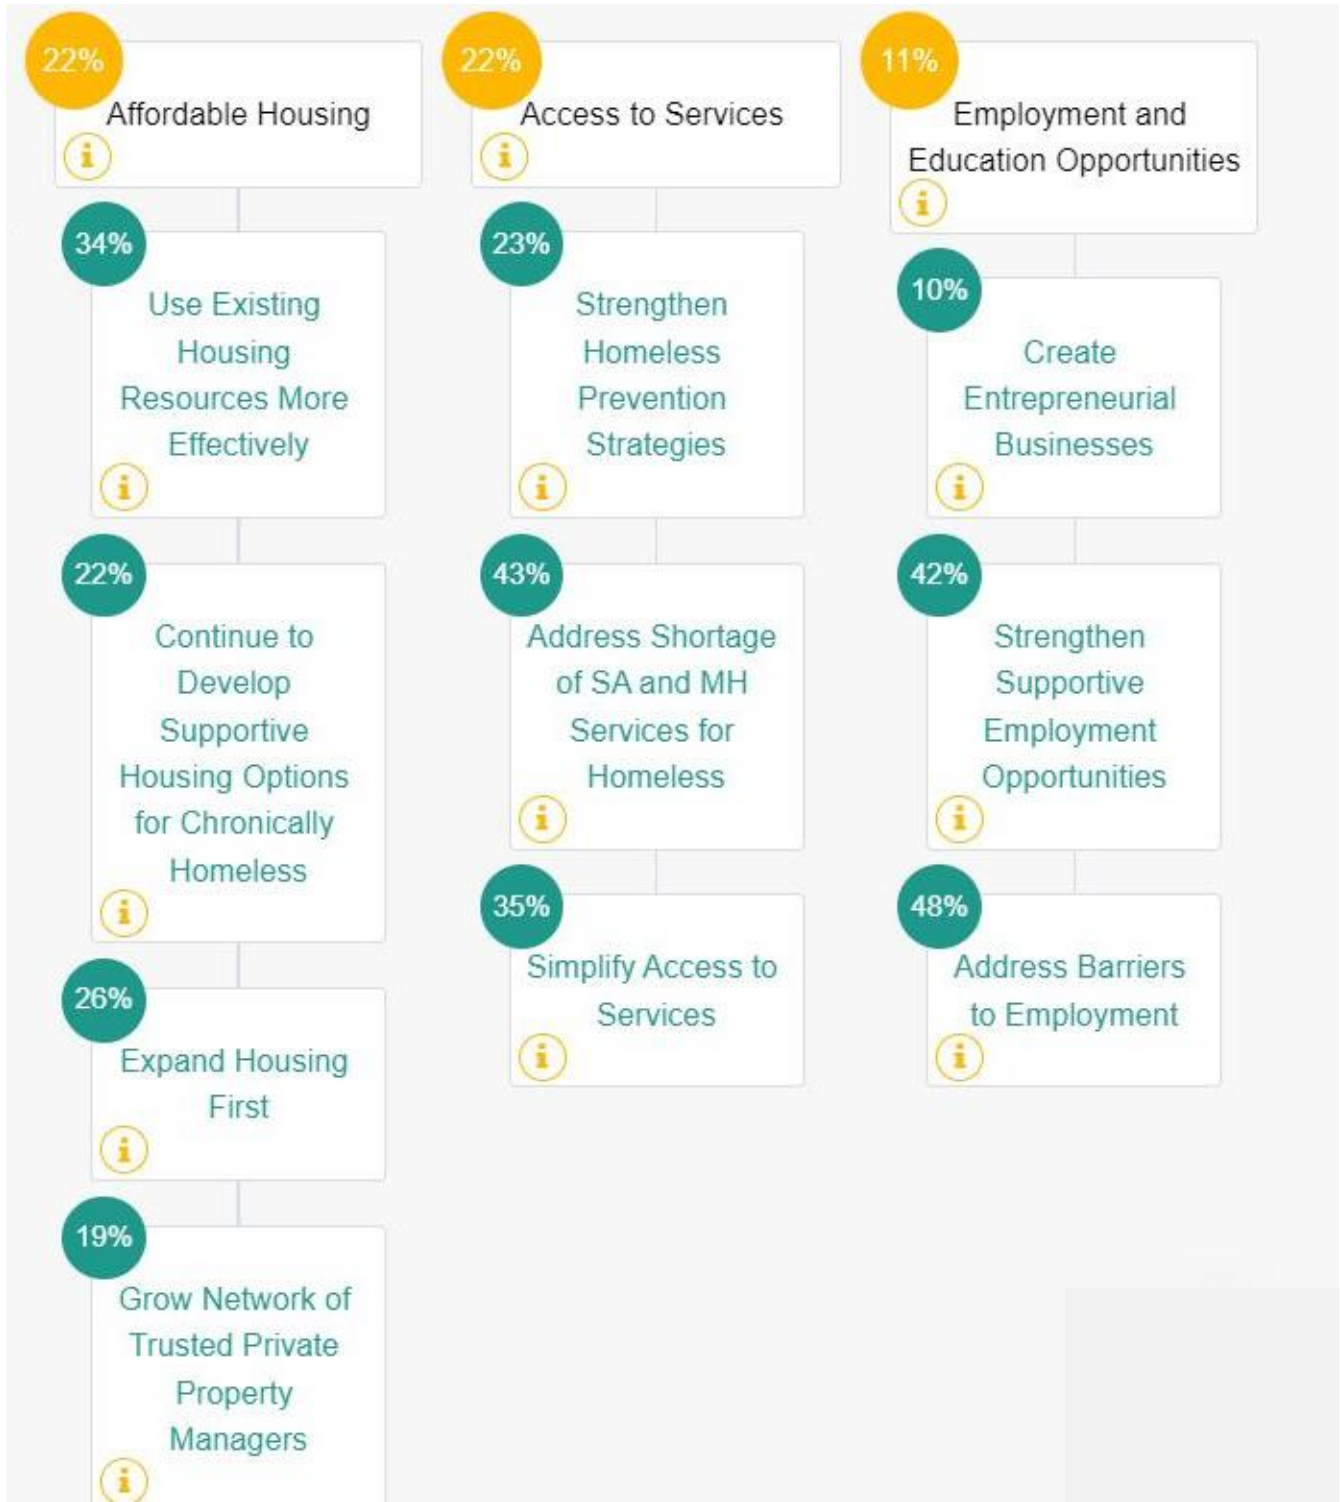 22%
Affordable Housing
i
34%
Use Existing
Housing
Resources More
Effectively
i
22%
Continue to
Develop
Supportive
Housing Options
for Chronically
Homeless
i
26%
Expand Housing
First
i
19%
Grow Network of
Trusted Private
Property
Managers
i
22%
Access to Services
i
23%
Strengthen
Homeless
Prevention
Strategies
i
43%
Address Shortage
of SA and MH
Services for
Homeless
i
35%
Simplify Access to
Services
i
11%
Employment and
Education Opportunities
i
10%
Create
Entrepreneurial
Businesses
i
42%
Strengthen
Supportive
Employment
Opportunities
i
48%
Address Barriers
to Employment
i